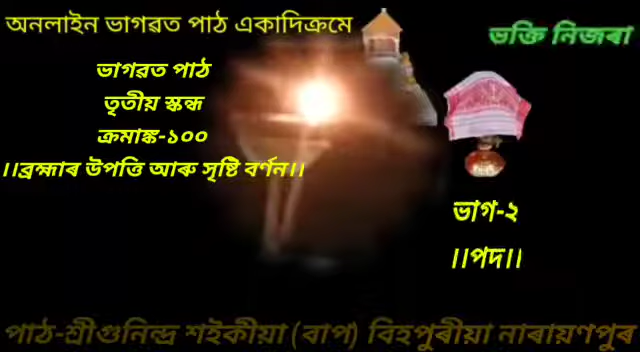 অনলাইন ভাগৱত পাঠ একাদিক্ৰমে
ভক্তি নিজৰা
ভাগৱত পাঠ
তৃতীয় স্কন্ধ
ক্ৰমাঙ্ক-১০০
।।ব্ৰহ্মাৰ উপত্তি আৰু সৃষ্টি বৰ্ণন।।
ভাগ-২
।।পদ।।
পাঠ-শ্ৰীগুনিন্দ্ৰ শইকীয়া (বাপ) বিহপুৰীয়া নাৰায়ণপুৰ